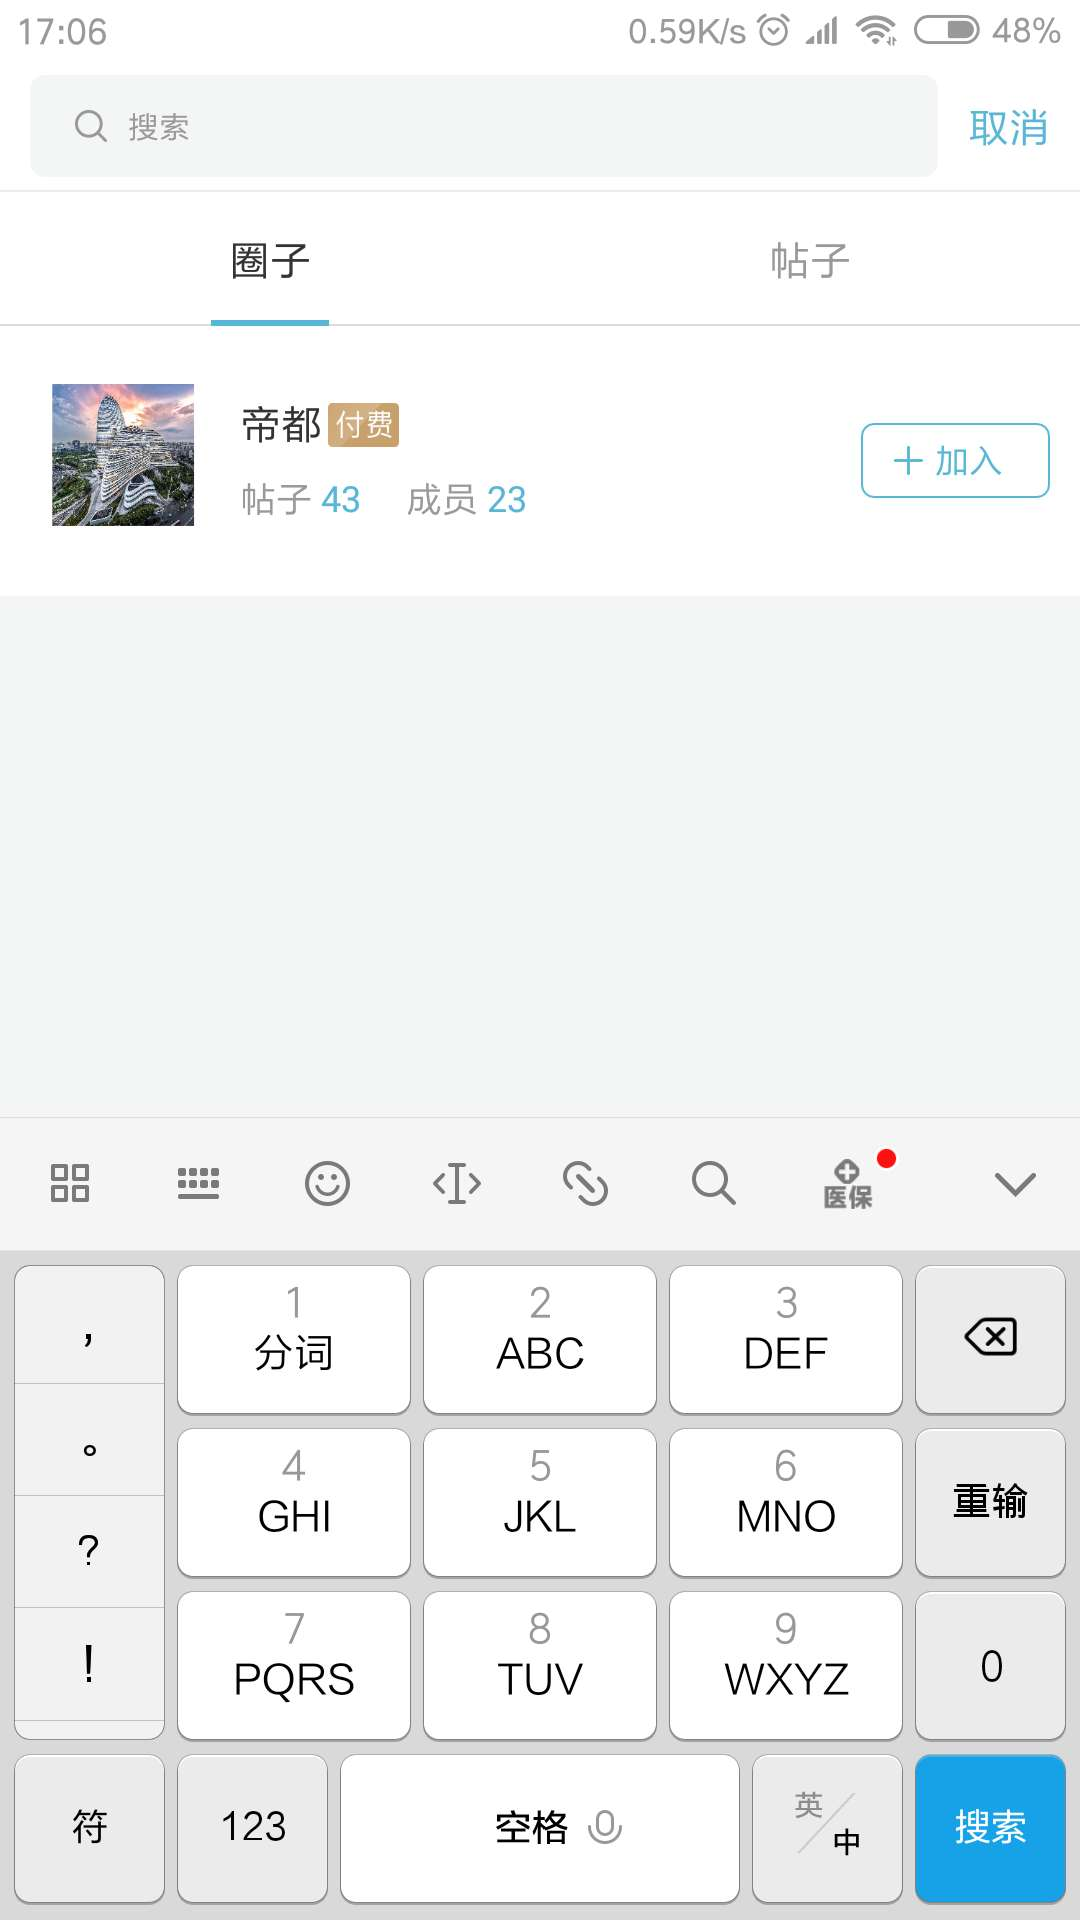 17:06 0.59K/s 48%
搜索 取消
圈子 帖子
帝都 付费
帖子 43 成员 23
加入
医保
， 1 2 3
分词 ABC DEF
。 4 5 6
GHI JKL MNO 重输
?
7 8 9
! PQRS TUV WXYZ 0
符 123 空格 英/中 搜索